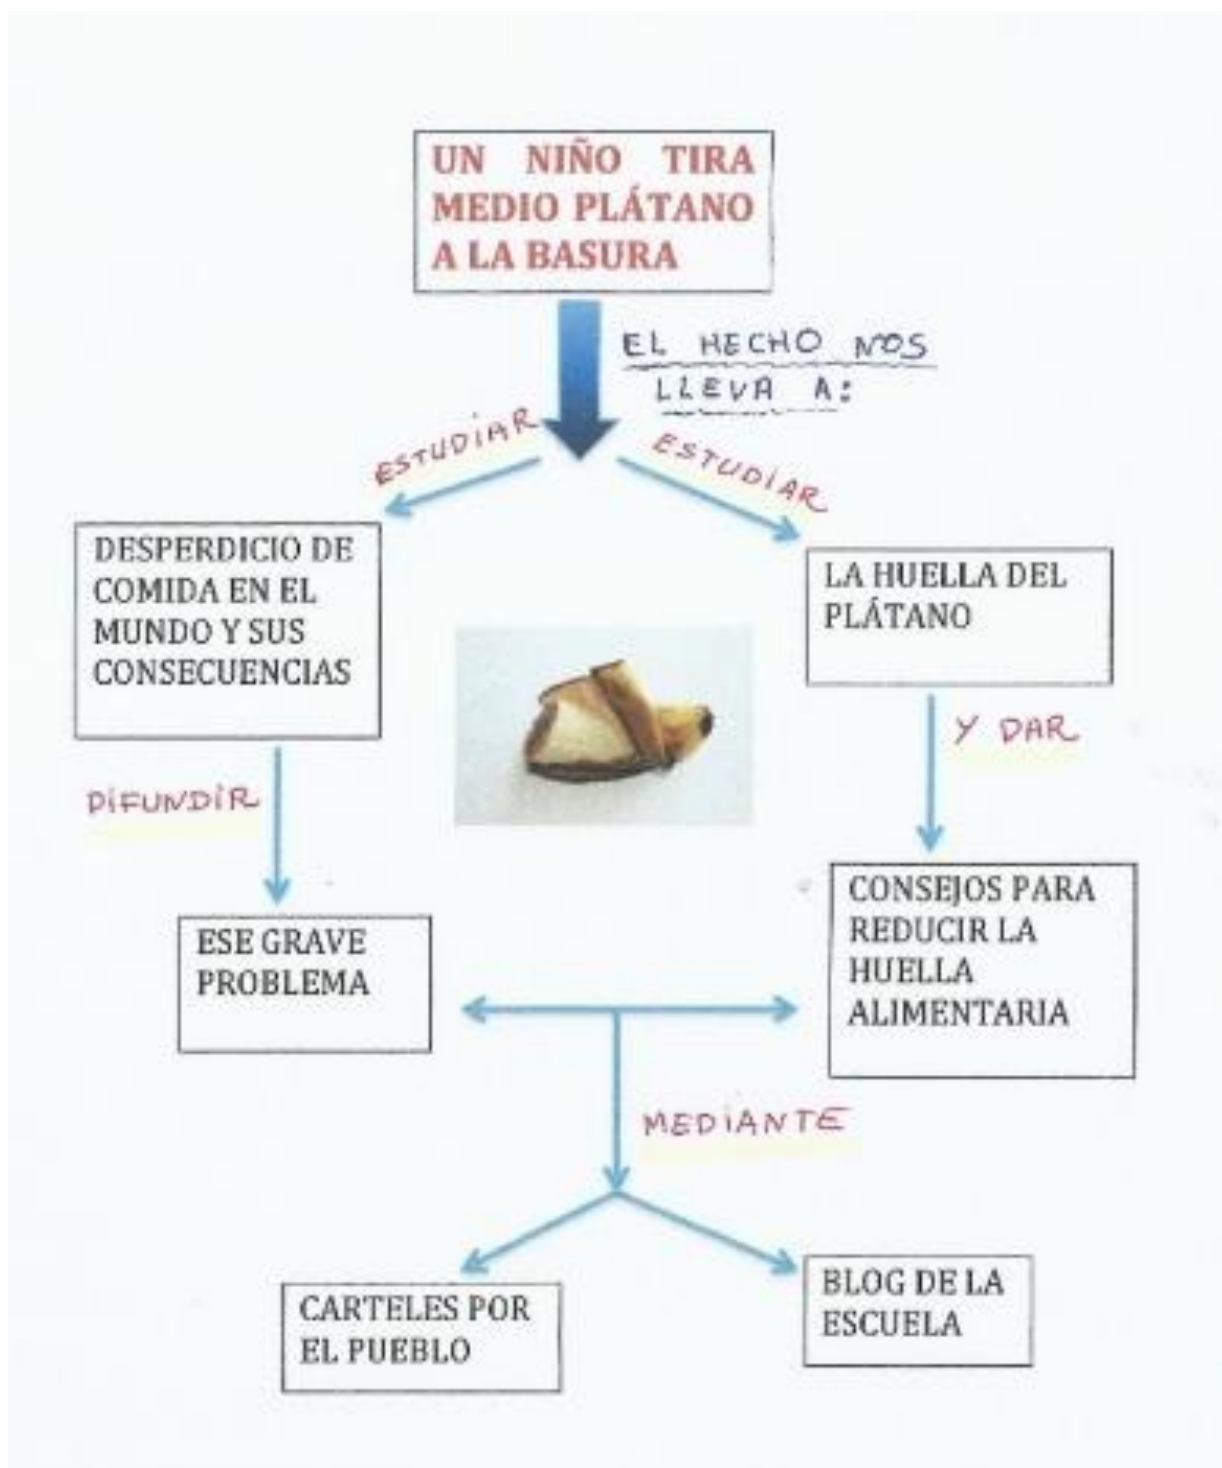 UN NIÑO TIRA
MEDIO PLÁTANO
A LA BASURA
EL HECHO NOS
LLEVA A:
ESTUDIAR
ESTUDIAR
DESPERDICIO DE
COMIDA EN EL
MUNDO Y SUS
CONSECUENCIAS
LA HUELLA DEL
PLÁTANO
DIFUNDIR
Y DAR
ESE GRAVE
PROBLEMA
CONSEJOS PARA
REDUCIR LA
HUELLA
ALIMENTARIA
MEDIANTE
CARTELES POR
EL PUEBLO
BLOG DE LA
ESCUELA